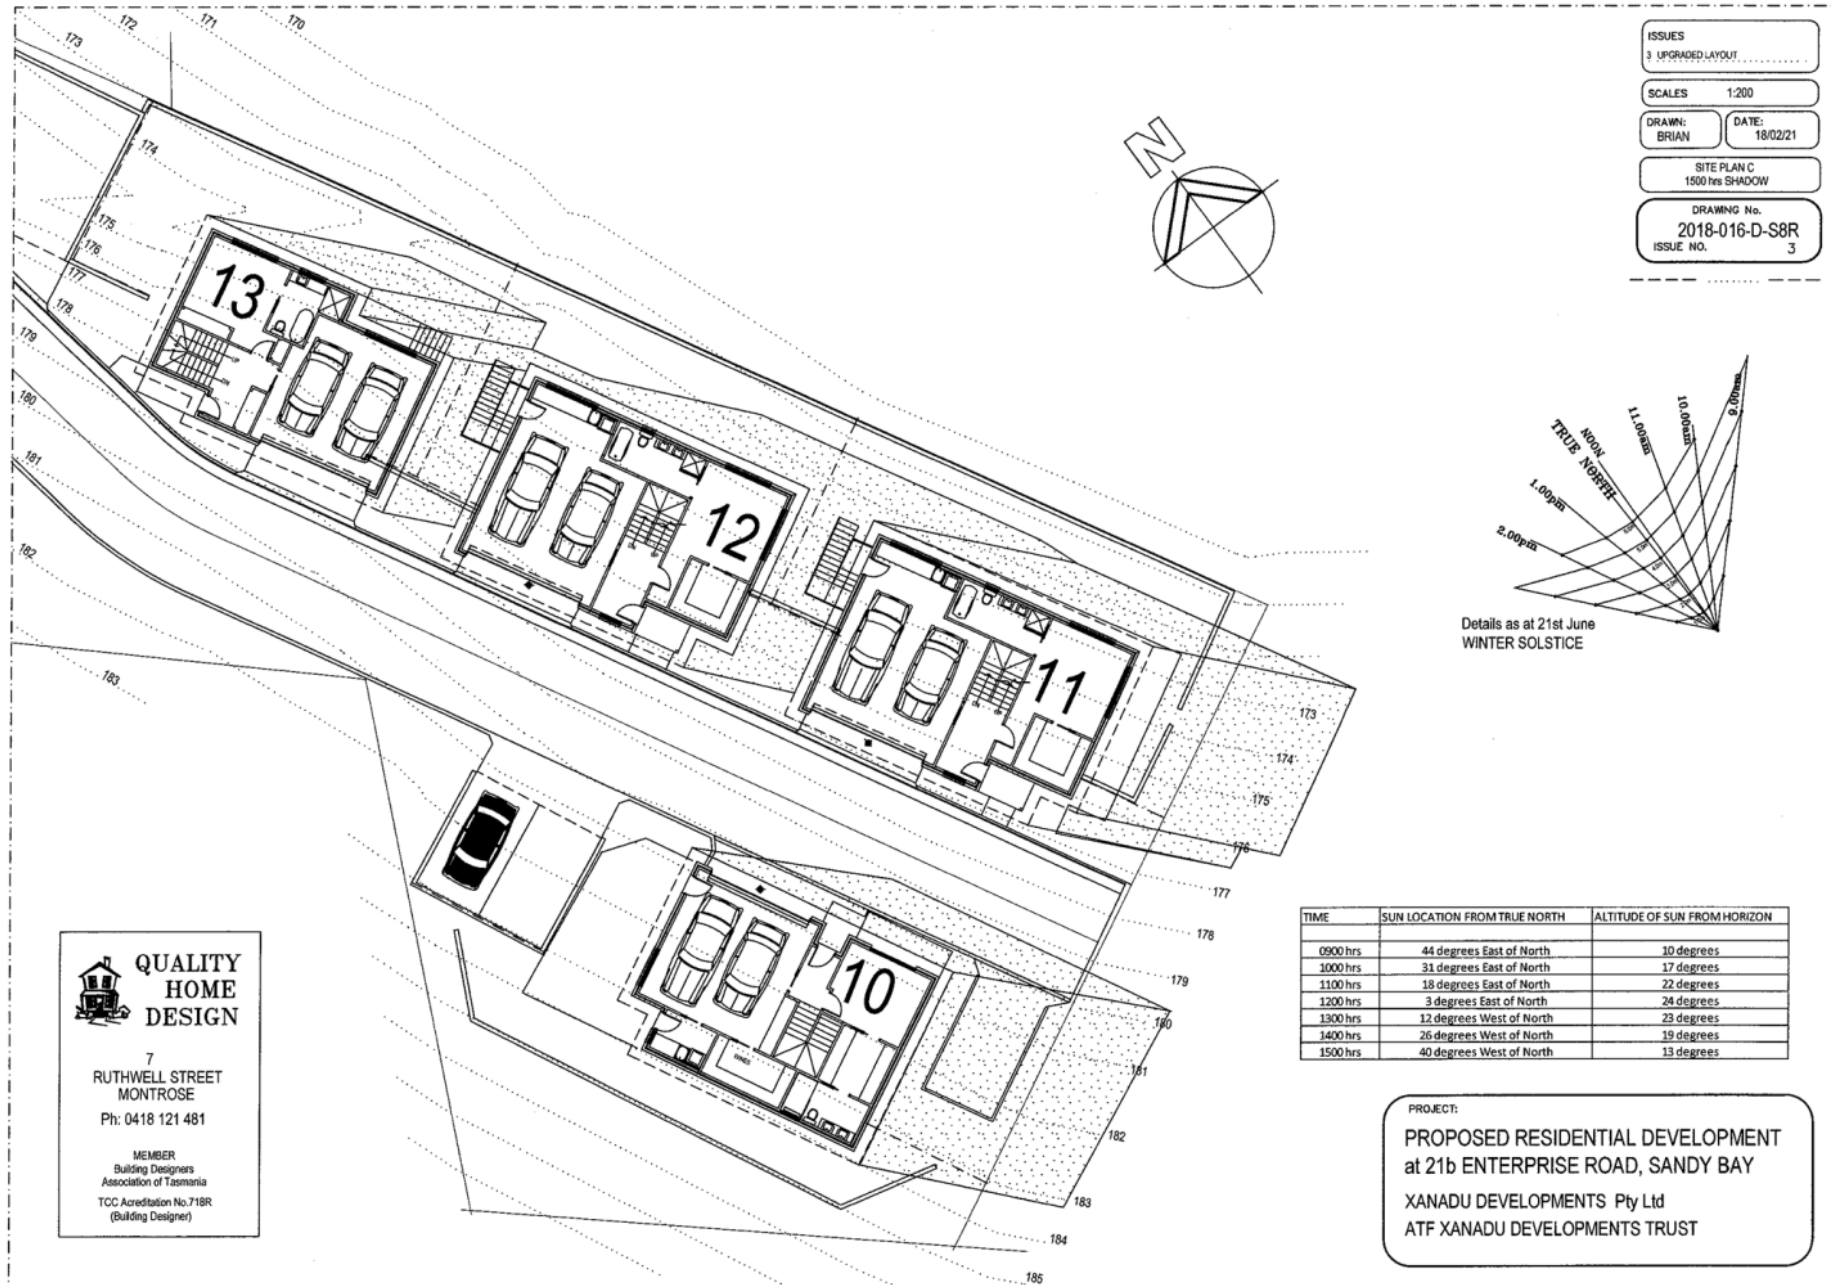 ISSUES
3 UPGRADED LAYOUT
SCALES 1:200
DRAWN:
BRIAN
DATE:
18/02/21
SITE PLAN C
1500 hrs SHADOW
DRAWING No.
2018-016-D-S8R
ISSUE NO. 3
N
170
171
172
173
174
175
176
177
178
179
180
181
182
183
13
12
11
10
UP
DN
WINES
173
174
175
176
177
178
179
180
181
182
183
184
185
9.00am
10.00am
11.00am
NOON
TRUE NORTH
1.00pm
2.00pm
Details as at 21st June
WINTER SOLSTICE
TIME SUN LOCATION FROM TRUE NORTH ALTITUDE OF SUN FROM HORIZON
0900 hrs 44 degrees East of North 10 degrees
1000 hrs 31 degrees East of North 17 degrees
1100 hrs 18 degrees East of North 22 degrees
1200 hrs 3 degrees East of North 24 degrees
1300 hrs 12 degrees West of North 23 degrees
1400 hrs 26 degrees West of North 19 degrees
1500 hrs 40 degrees West of North 13 degrees
QUALITY
HOME
DESIGN
7
RUTHWELL STREET
MONTROSE
Ph: 0418 121 481
MEMBER
Building Designers
Association of Tasmania
TCC Acreditation No.718R
(Building Designer)
PROJECT:
PROPOSED RESIDENTIAL DEVELOPMENT
at 21b ENTERPRISE ROAD, SANDY BAY
XANADU DEVELOPMENTS Pty Ltd
ATF XANADU DEVELOPMENTS TRUST